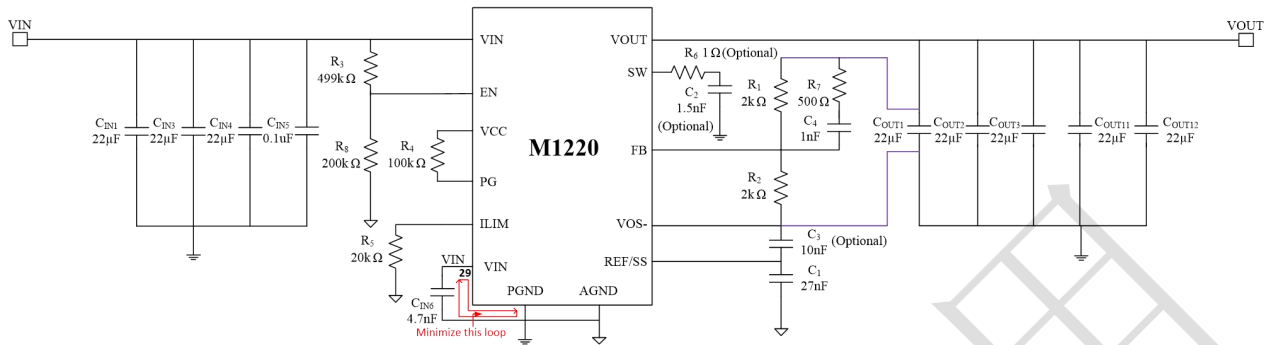 VIN
VOUT
M1220
VIN
EN
VCC
PG
ILIM
VIN
29
PGND
AGND
VOUT
SW
FB
VOS-
REF/SS
R3
499kΩ
R8
200kΩ
R4
100kΩ
R5
20kΩ
CIN1
22μF
CIN3
22μF
CIN4
22μF
CIN5
0.1uF
VIN
CIN6
4.7nF
Minimize this loop
R6 1Ω(Optional)
C2
1.5nF
(Optional)
R1
2kΩ
R7
500Ω
C4
1nF
R2
2kΩ
C3
10nF
(Optional)
C1
27nF
COUT1
22μF
COUT2
22μF
COUT3
22μF
COUT11
22μF
COUT12
22μF